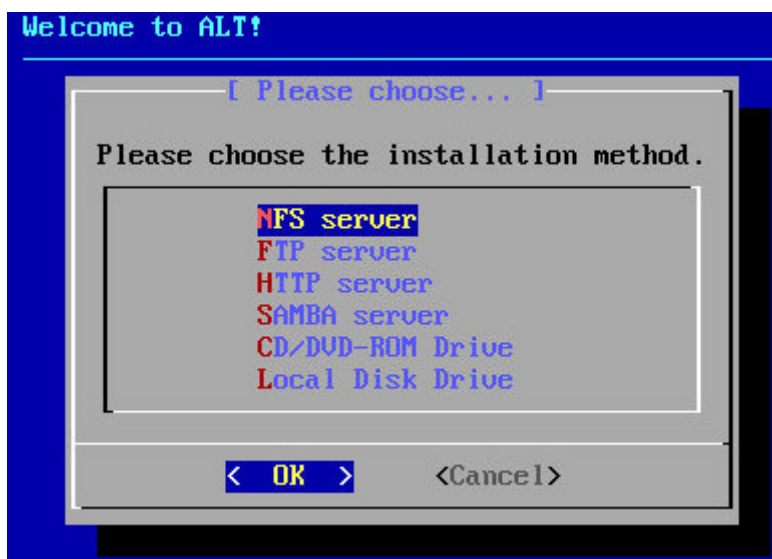 Welcome to ALT!
[ Please choose... ]
Please choose the installation method.
NFS server
FTP server
HTTP server
SAMBA server
CD/DVD-ROM Drive
Local Disk Drive
< OK > <Cancel>